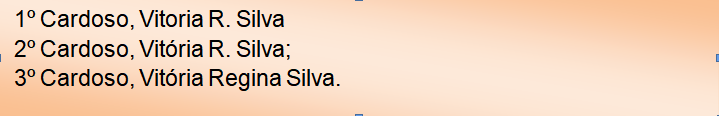 1º Cardoso, Vitoria R. Silva
2º Cardoso, Vitória R. Silva;
3º Cardoso, Vitória Regina Silva.